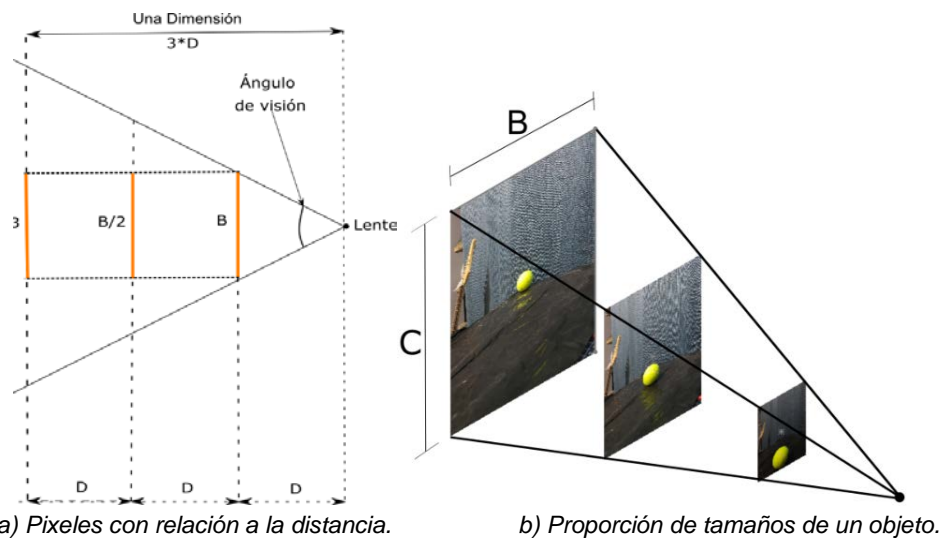 Una Dimensión
3*D
Ángulo
de visión
B
B/2
B
Lente
C
D
D
D
a) Pixeles con relación a la distancia.
b) Proporción de tamaños de un objeto.